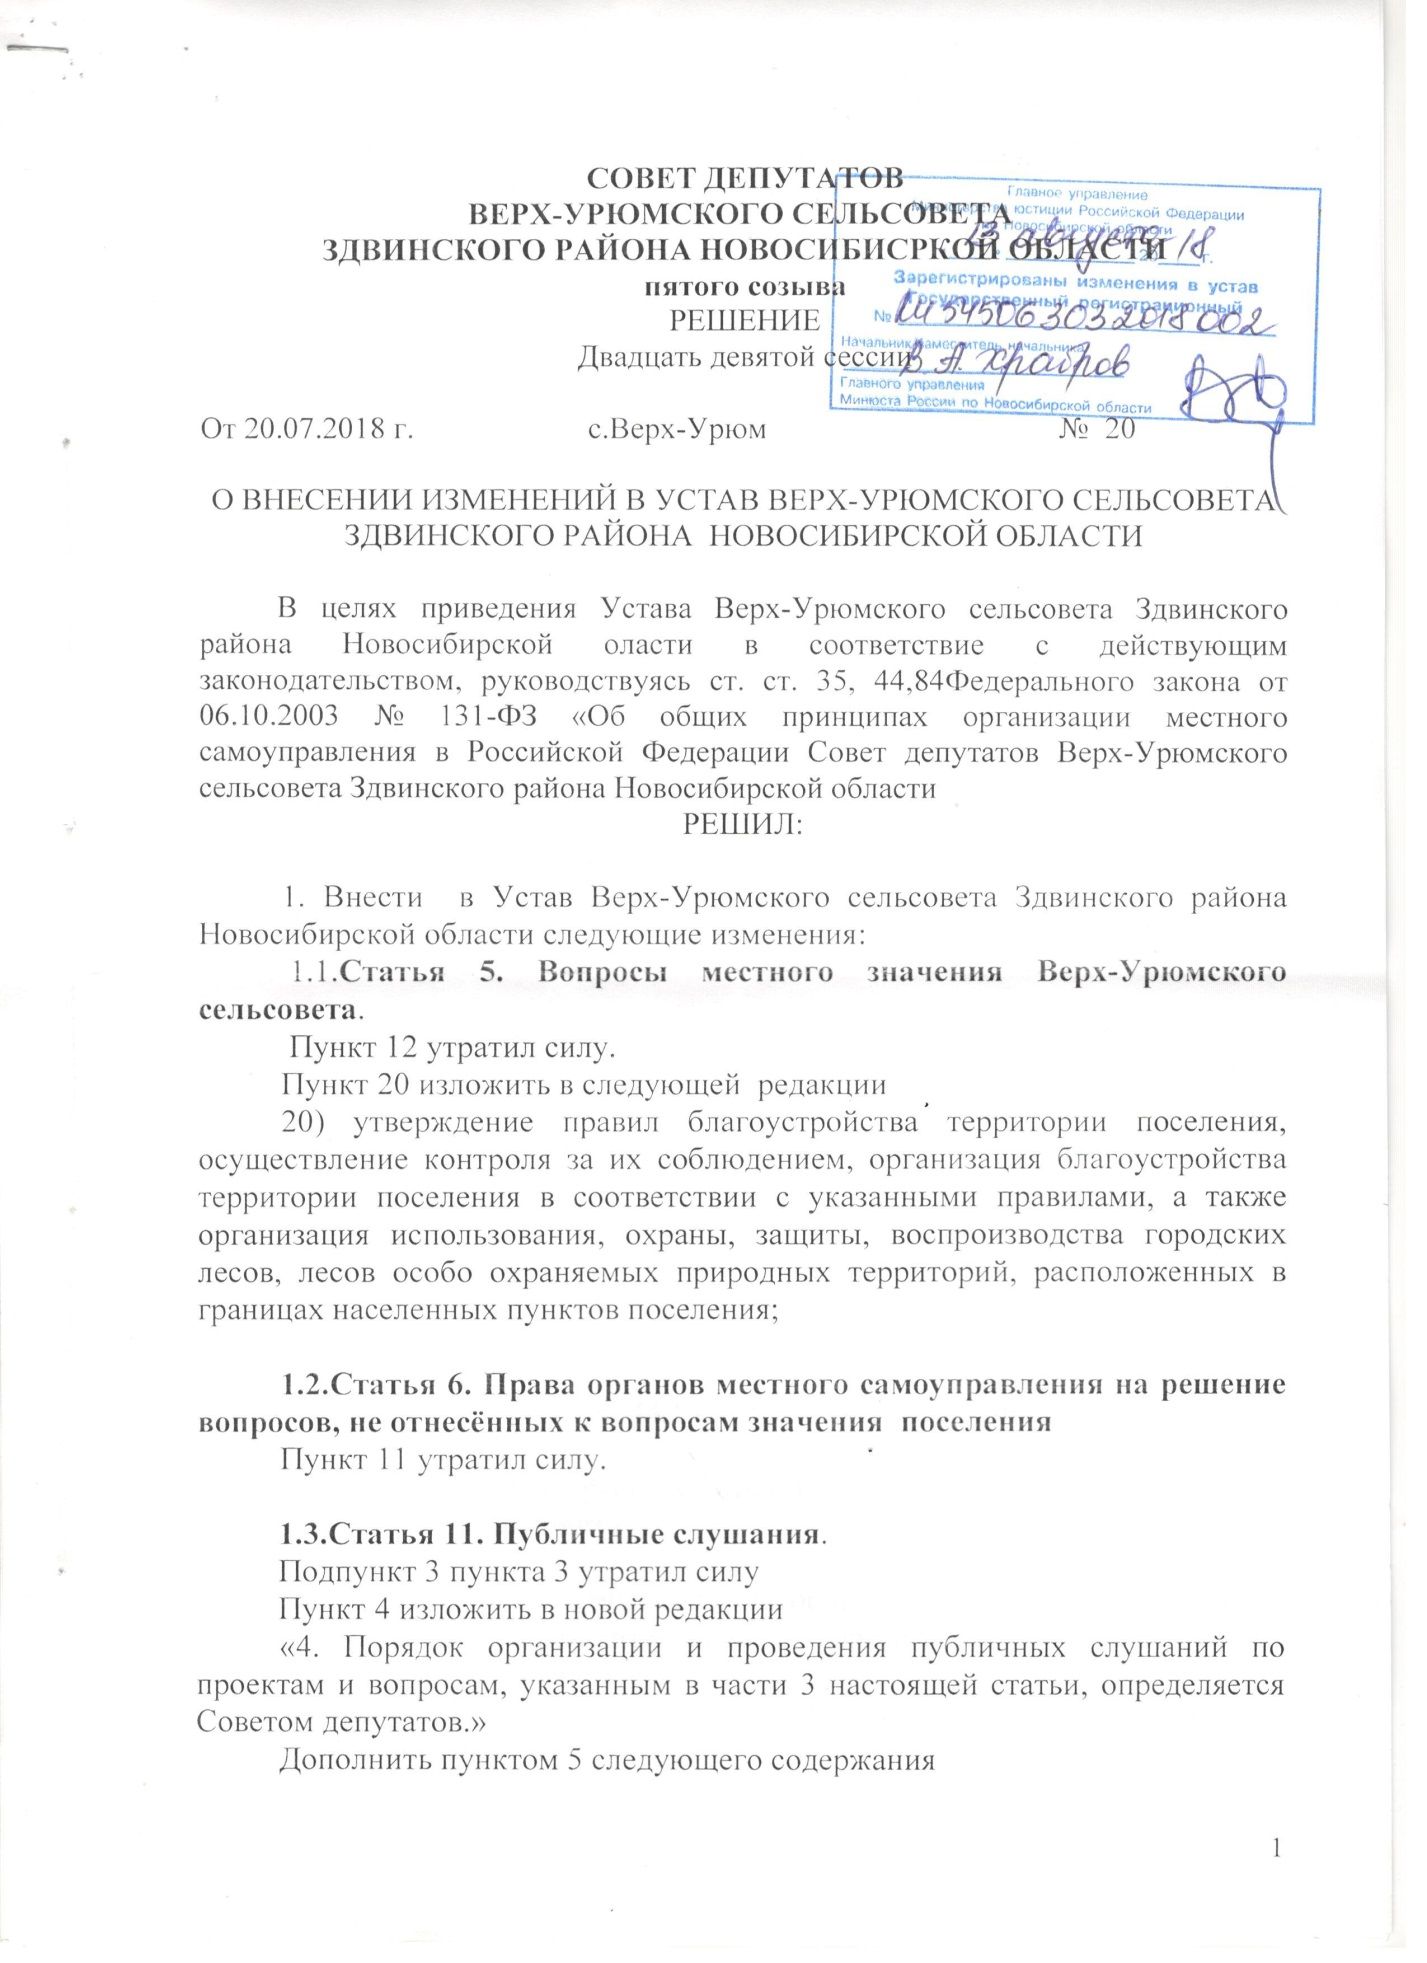 СОВЕТ ДЕПУТАТОВ
ВЕРХ-УРЮМСКОГО СЕЛЬСОВЕТА
ЗДВИНСКОГО РАЙОНА НОВОСИБИСРКОЙ ОБЛАСТИ
пятого созыва
РЕШЕНИЕ
Двадцать девятой сессии
Главное управление
Министерства юстиции Российской Федерации
по Новосибирской области
13 августа 2018 г.
Зарегистрированы изменения в устав
Государственный регистрационный
№ RU545063032018002
Начальник (заместитель начальника)
В А Храбров
Главного управления
Минюста России по Новосибирской области
От 20.07.2018 г. с.Верх-Урюм № 20
О ВНЕСЕНИИ ИЗМЕНЕНИЙ В УСТАВ ВЕРХ-УРЮМСКОГО СЕЛЬСОВЕТА
ЗДВИНСКОГО РАЙОНА НОВОСИБИРСКОЙ ОБЛАСТИ
В целях приведения Устава Верх-Урюмского сельсовета Здвинского
района Новосибирской оласти в соответствие с действующим
законодательством, руководствуясь ст. ст. 35, 44,84Федерального закона от
06.10.2003 № 131-ФЗ «Об общих принципах организации местного
самоуправления в Российской Федерации Совет депутатов Верх-Урюмского
сельсовета Здвинского района Новосибирской области
РЕШИЛ:
1. Внести в Устав Верх-Урюмского сельсовета Здвинского района
Новосибирской области следующие изменения:
1.1.Статья 5. Вопросы местного значения Верх-Урюмского
сельсовета.
Пункт 12 утратил силу.
Пункт 20 изложить в следующей редакции
20) утверждение правил благоустройства территории поселения,
осуществление контроля за их соблюдением, организация благоустройства
территории поселения в соответствии с указанными правилами, а также
организация использования, охраны, защиты, воспроизводства городских
лесов, лесов особо охраняемых природных территорий, расположенных в
границах населенных пунктов поселения;
1.2.Статья 6. Права органов местного самоуправления на решение
вопросов, не отнесённых к вопросам значения поселения
Пункт 11 утратил силу.
1.3.Статья 11. Публичные слушания.
Подпункт 3 пункта 3 утратил силу
Пункт 4 изложить в новой редакции
«4. Порядок организации и проведения публичных слушаний по
проектам и вопросам, указанным в части 3 настоящей статьи, определяется
Советом депутатов.»
Дополнить пунктом 5 следующего содержания
1